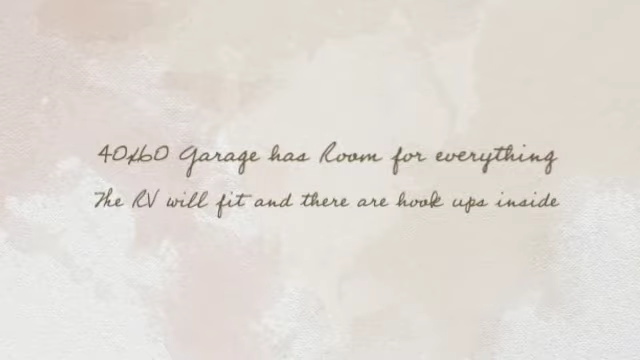 40x60 Garage has Room for everything
The RV will fit and there are hook ups inside